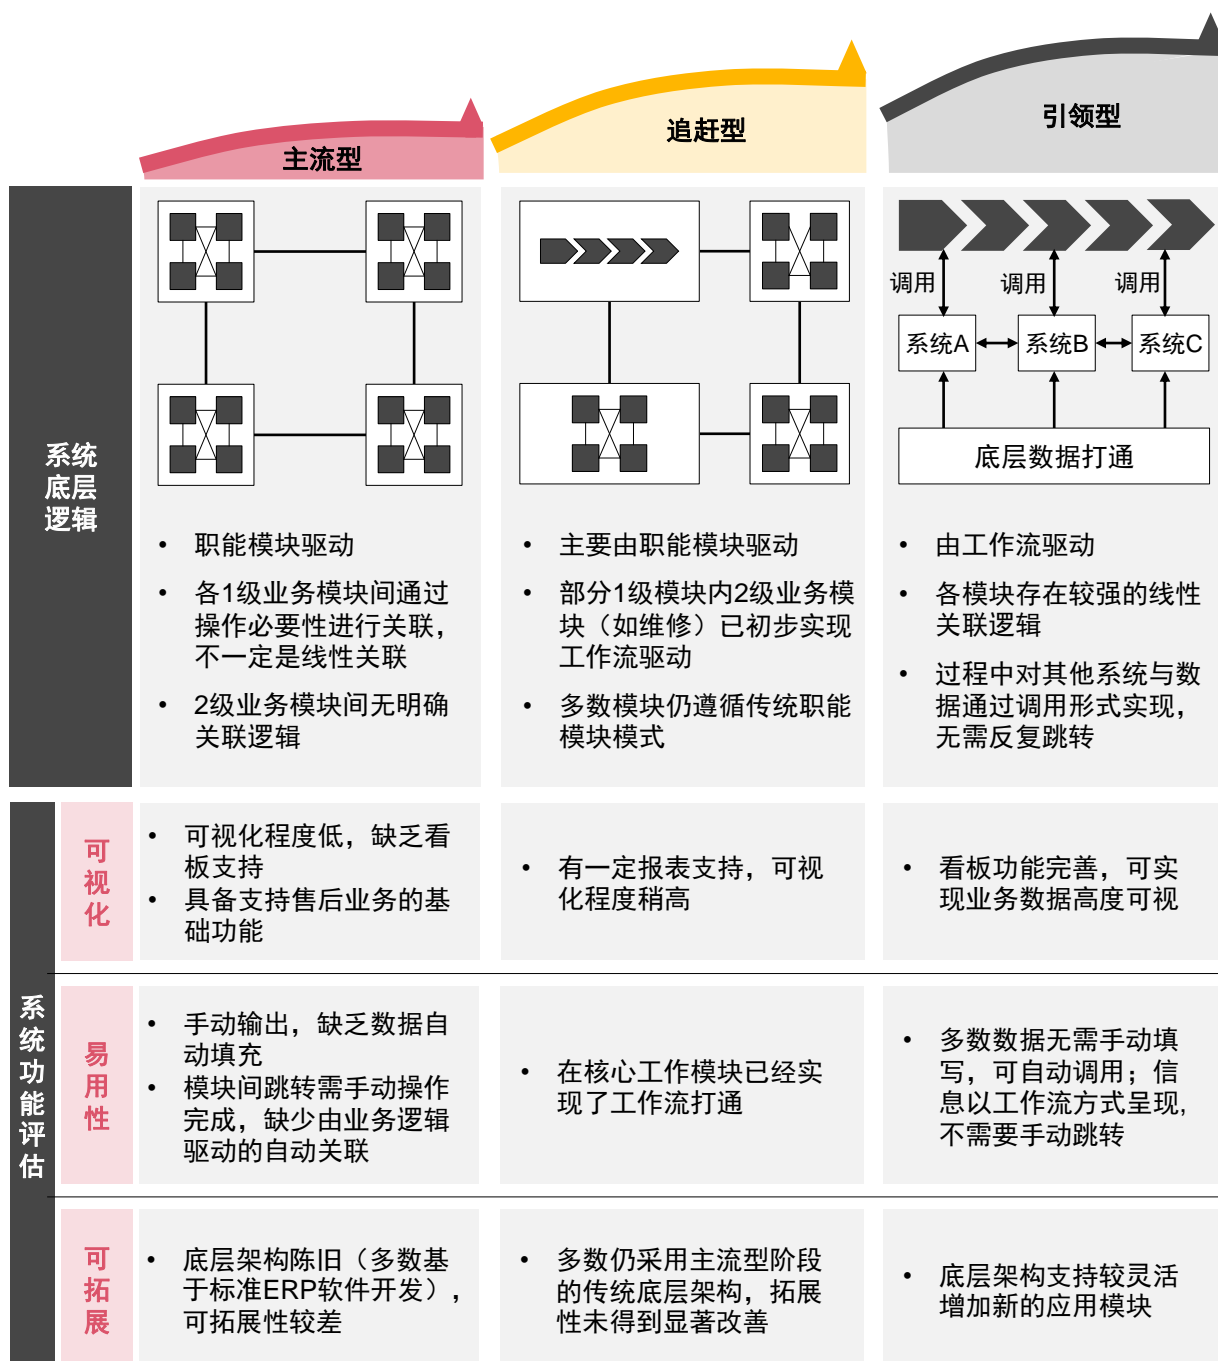 主流型
追赶型
引领型
系统
底层
逻辑
调用
调用
调用
系统A
系统B
系统C
底层数据打通
• 职能模块驱动
• 各1级业务模块间通过
操作必要性进行关联，
不一定是线性关联
• 2级业务模块间无明确
关联逻辑
• 主要由职能模块驱动
• 部分1级模块内2级业务模
块（如维修）已初步实现
工作流驱动
• 多数模块仍遵循传统职能
模块模式
• 由工作流驱动
• 各模块存在较强的线性
关联逻辑
• 过程中对其他系统与数
据通过调用形式实现，
无需反复跳转
系统功能评估
可视化
• 可视化程度低，缺乏看
板支持
• 具备支持售后业务的基
础功能
• 有一定报表支持，可视
化程度稍高
• 看板功能完善，可实
现业务数据高度可视
易用性
• 手动输出，缺乏数据自
动填充
• 模块间跳转需手动操作
完成，缺少由业务逻辑
驱动的自动关联
• 在核心工作模块已经实
现了工作流打通
• 多数数据无需手动填
写，可自动调用；信
息以工作流方式呈现，
不需要手动跳转
可拓展
• 底层架构陈旧（多数基
于标准ERP软件开发），
可拓展性较差
• 多数仍采用主流型阶段
的传统底层架构，拓展
性未得到显著改善
• 底层架构支持较灵活
增加新的应用模块